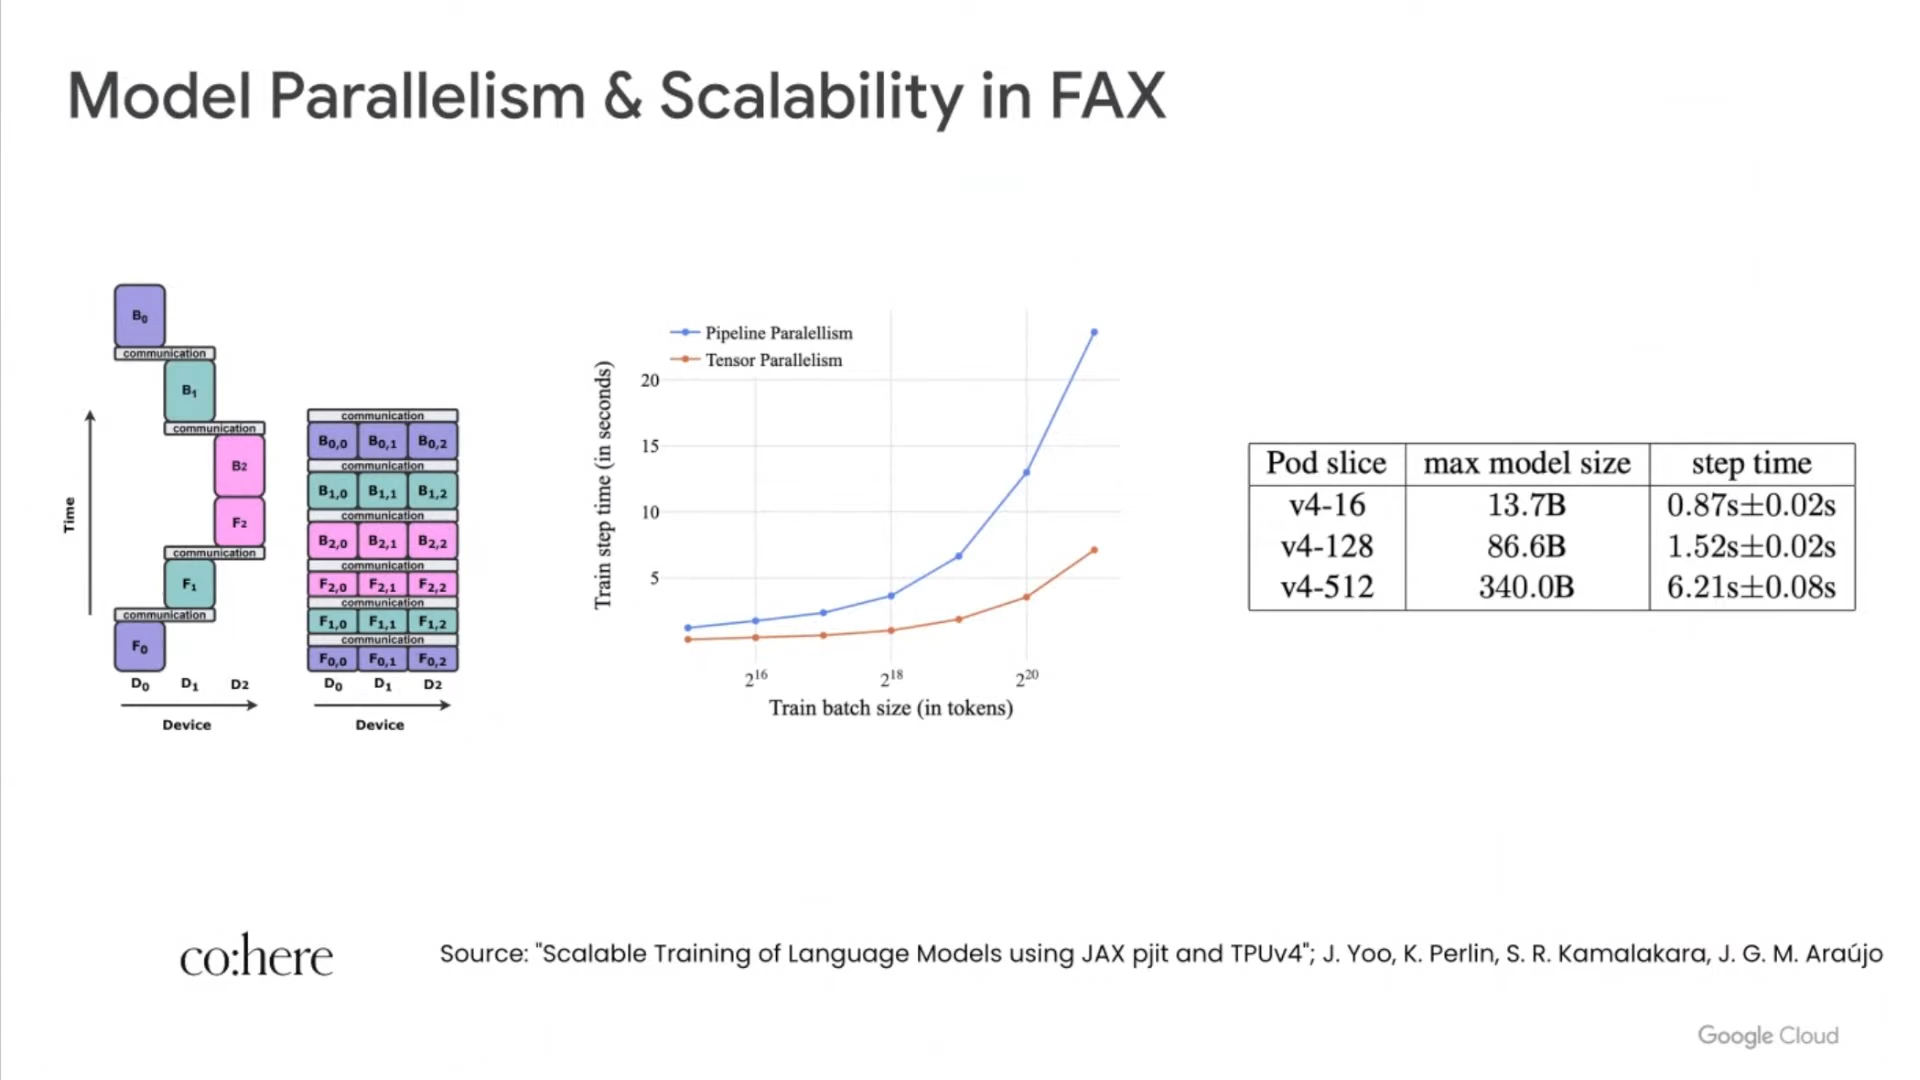 Model Parallelism & Scalability in FAX
B0
communication
B1
communication
B2
F2
communication
F1
communication
F0
D0 D1 D2
Device
Time
communication
B0,0 B0,1 B0,2
communication
B1,0 B1,1 B1,2
communication
B2,0 B2,1 B2,2
communication
F2,0 F2,1 F2,2
communication
F1,0 F1,1 F1,2
communication
F0,0 F0,1 F0,2
D0 D1 D2
Device
Pipeline Paralellism
Tensor Parallelism
Train step time (in seconds)
20
15
10
5
2^16 2^18 2^20
Train batch size (in tokens)
Pod slice max model size step time
v4-16 13.7B 0.87s±0.02s
v4-128 86.6B 1.52s±0.02s
v4-512 340.0B 6.21s±0.08s
co:here
Source: "Scalable Training of Language Models using JAX pjit and TPUv4"; J. Yoo, K. Perlin, S. R. Kamalakara, J. G. M. Araújo
Google Cloud